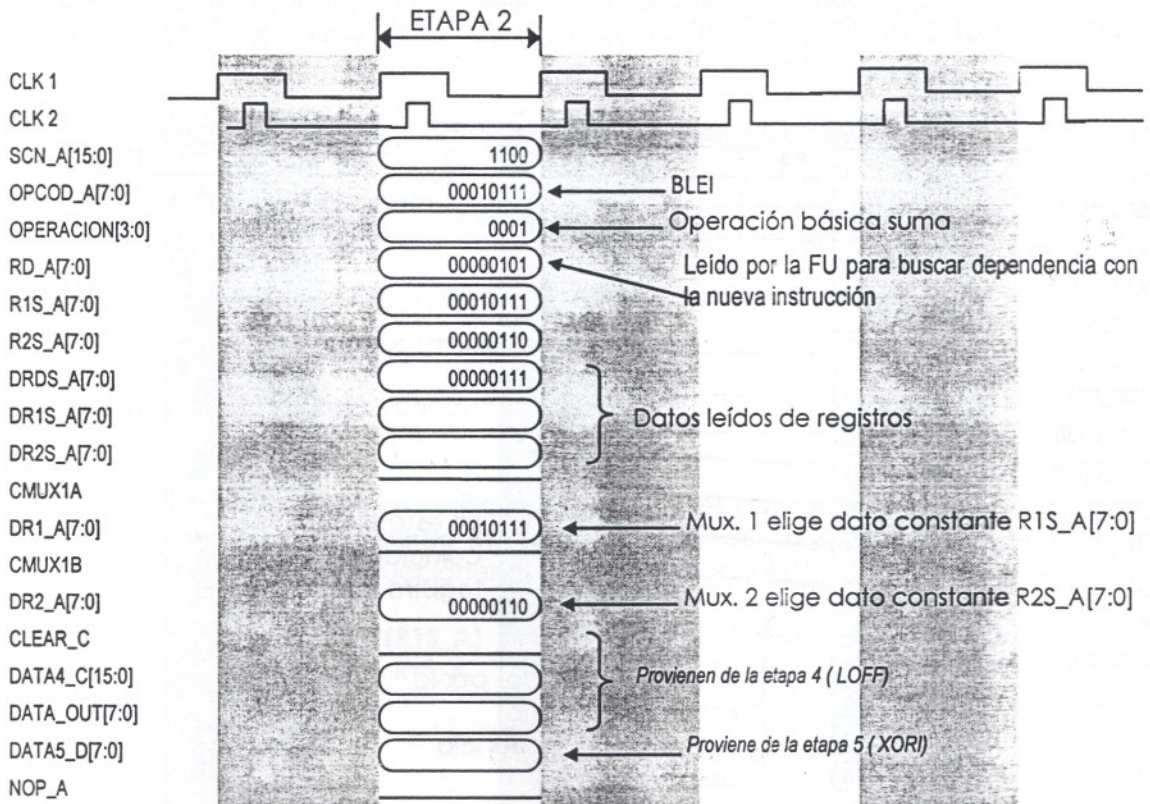 ETAPA 2
CLK 1
CLK 2
SCN_A[15:0] 1100
OPCOD_A[7:0] 00010111 BLEI
OPERACION[3:0] 0001 Operación básica suma
RD_A[7:0] 00000101 Leído por la FU para buscar dependencia con
la nueva instrucción
R1S_A[7:0] 00010111
R2S_A[7:0] 00000110
DRDS_A[7:0] 00000111
DR1S_A[7:0] Datos leídos de registros
DR2S_A[7:0]
CMUX1A
DR1_A[7:0] 00010111 Mux. 1 elige dato constante R1S_A[7:0]
CMUX1B
DR2_A[7:0] 00000110 Mux. 2 elige dato constante R2S_A[7:0]
CLEAR_C
DATA4_C[15:0] Provienen de la etapa 4 ( LOFF)
DATA_OUT[7:0]
DATA5_D[7:0] Proviene de la etapa 5 ( XORI)
NOP_A